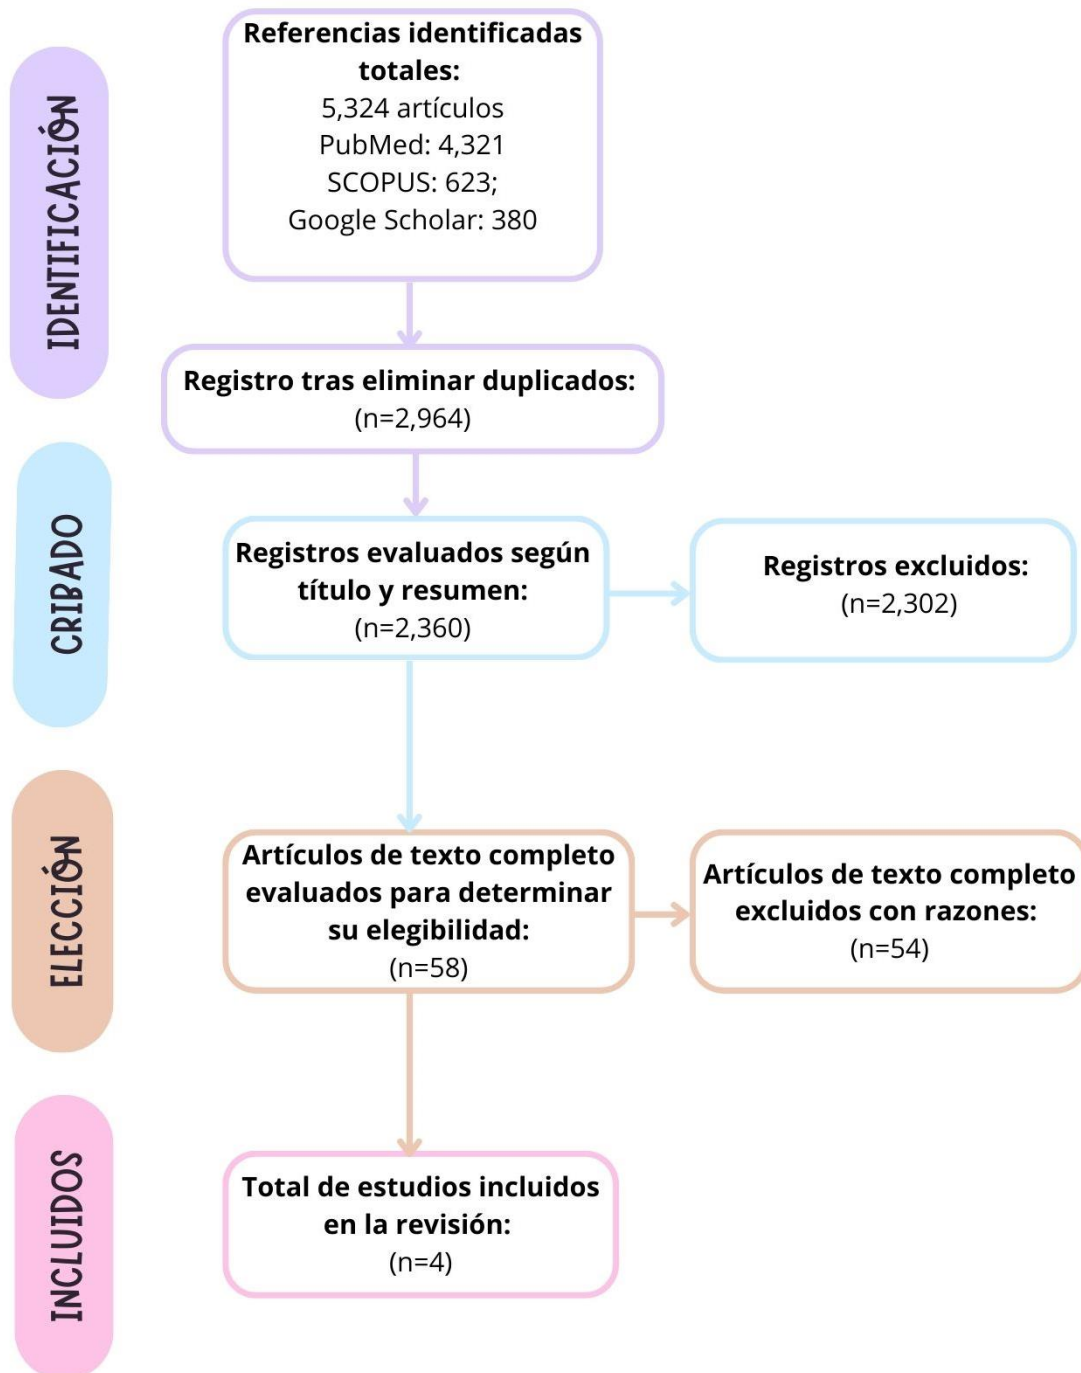 IDENTIFICACIÓN
Referencias identificadas
totales:
5,324 artículos
PubMed: 4,321
SCOPUS: 623;
Google Scholar: 380
Registro tras eliminar duplicados:
(n=2,964)
CRIBADO
Registros evaluados según
título y resumen:
(n=2,360)
Registros excluidos:
(n=2,302)
ELECCIÓN
Artículos de texto completo
evaluados para determinar
su elegibilidad:
(n=58)
Artículos de texto completo
excluidos con razones:
(n=54)
INCLUIDOS
Total de estudios incluidos
en la revisión:
(n=4)